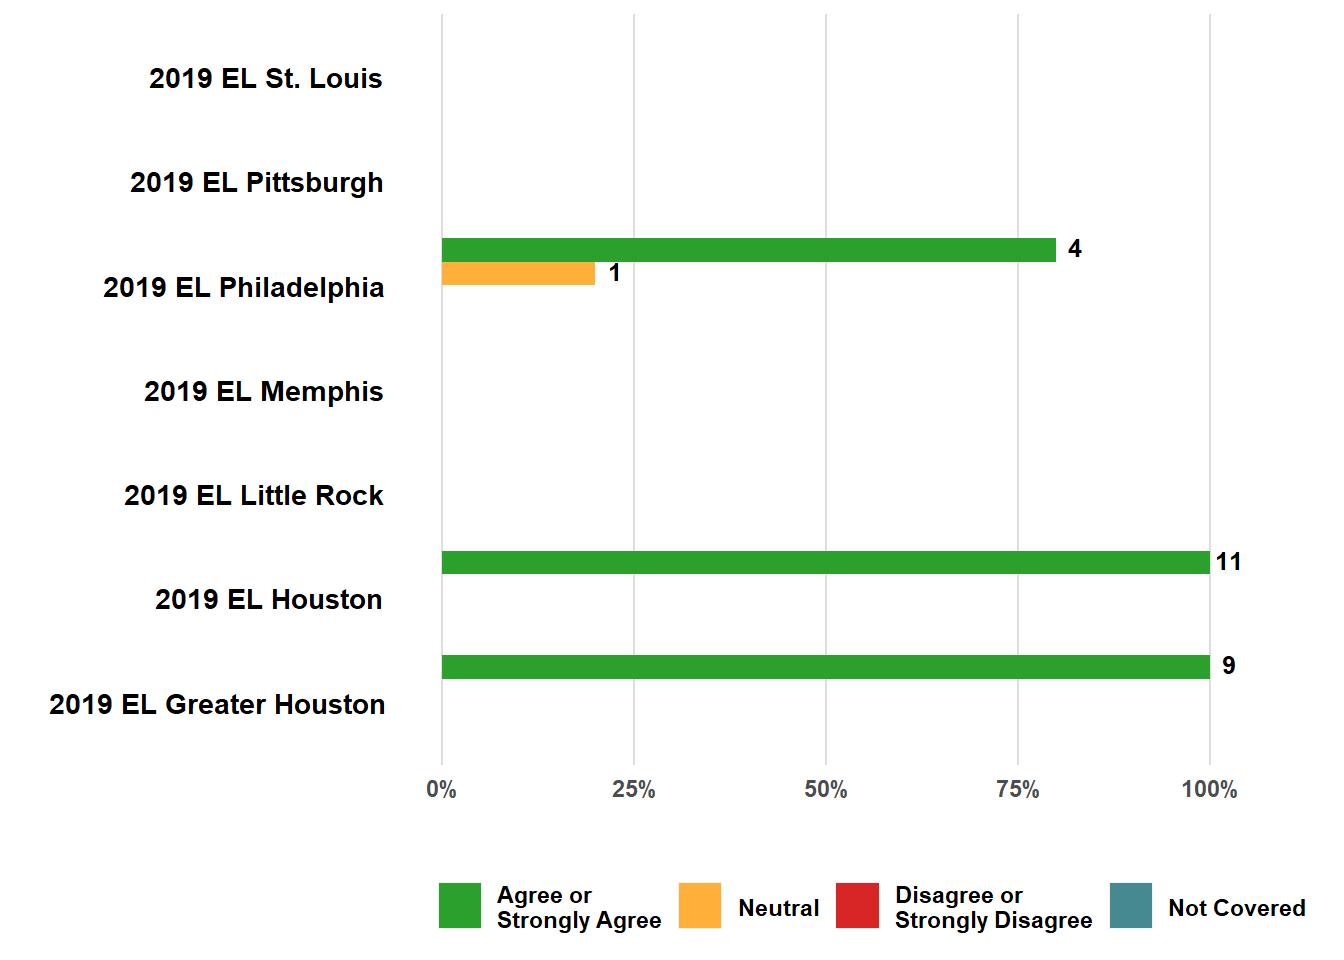 2019 EL St. Louis
2019 EL Pittsburgh
4
1
2019 EL Philadelphia
2019 EL Memphis
2019 EL Little Rock
11
2019 EL Houston
9
2019 EL Greater Houston
0% 25% 50% 75% 100%
Agree or
Strongly Agree
Neutral
Disagree or
Strongly Disagree
Not Covered